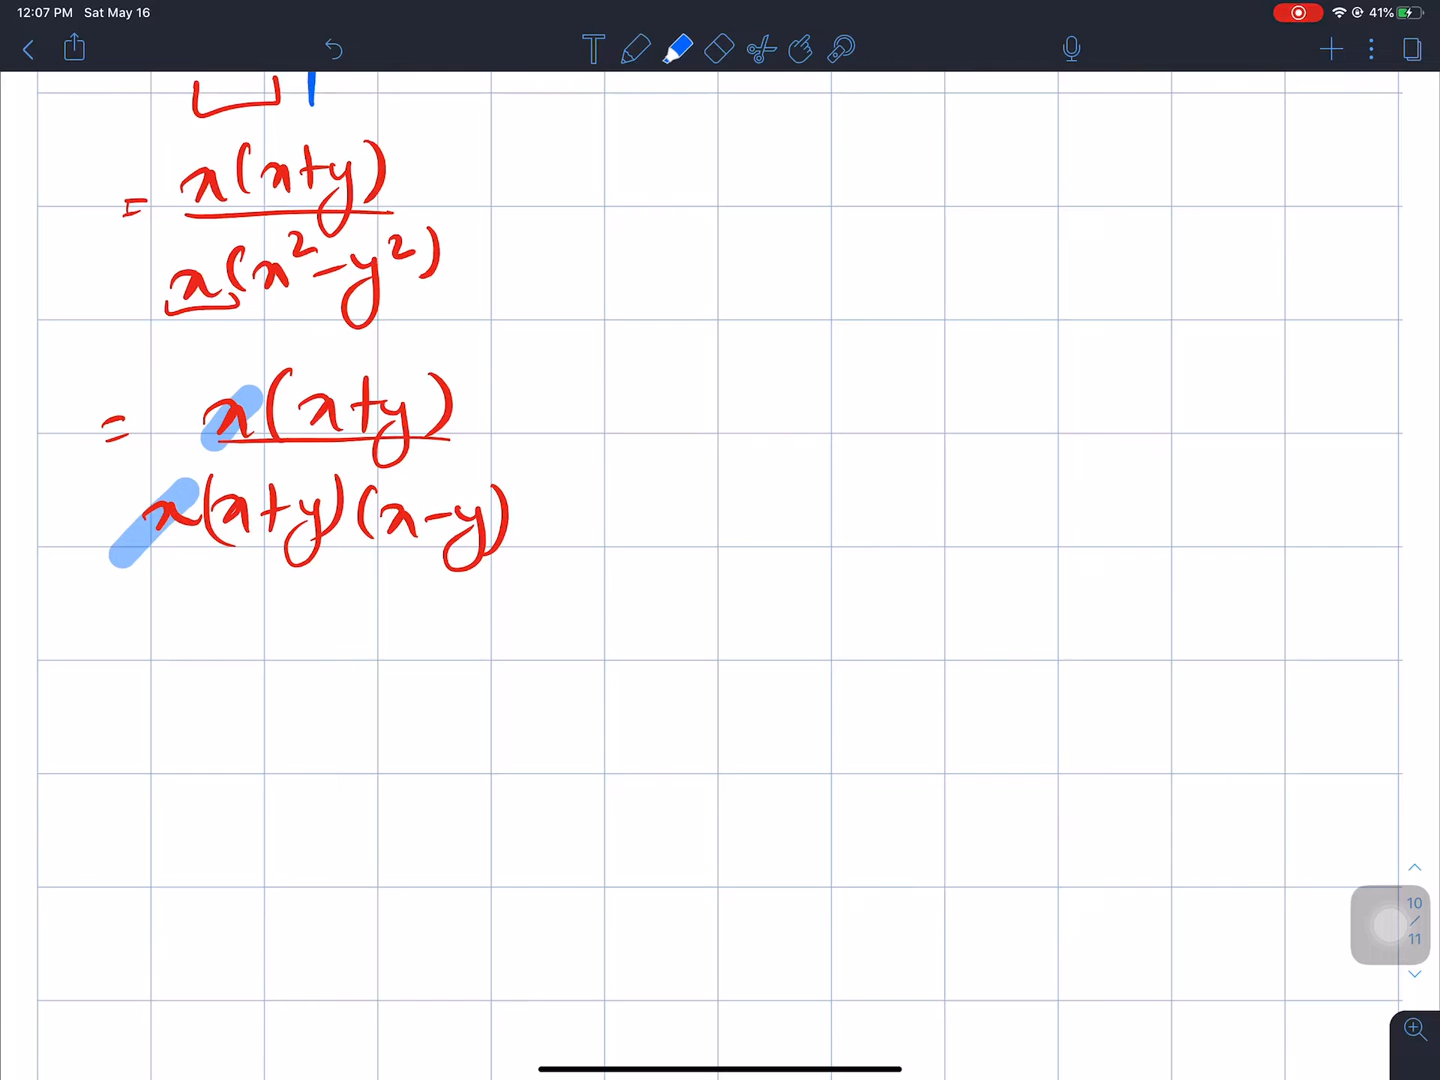 12:07 PM Sat May 16
41%
T
= x(x+y)
x(x²-y²)
= x(x+y)
x(x+y)(x-y)
10
/
11